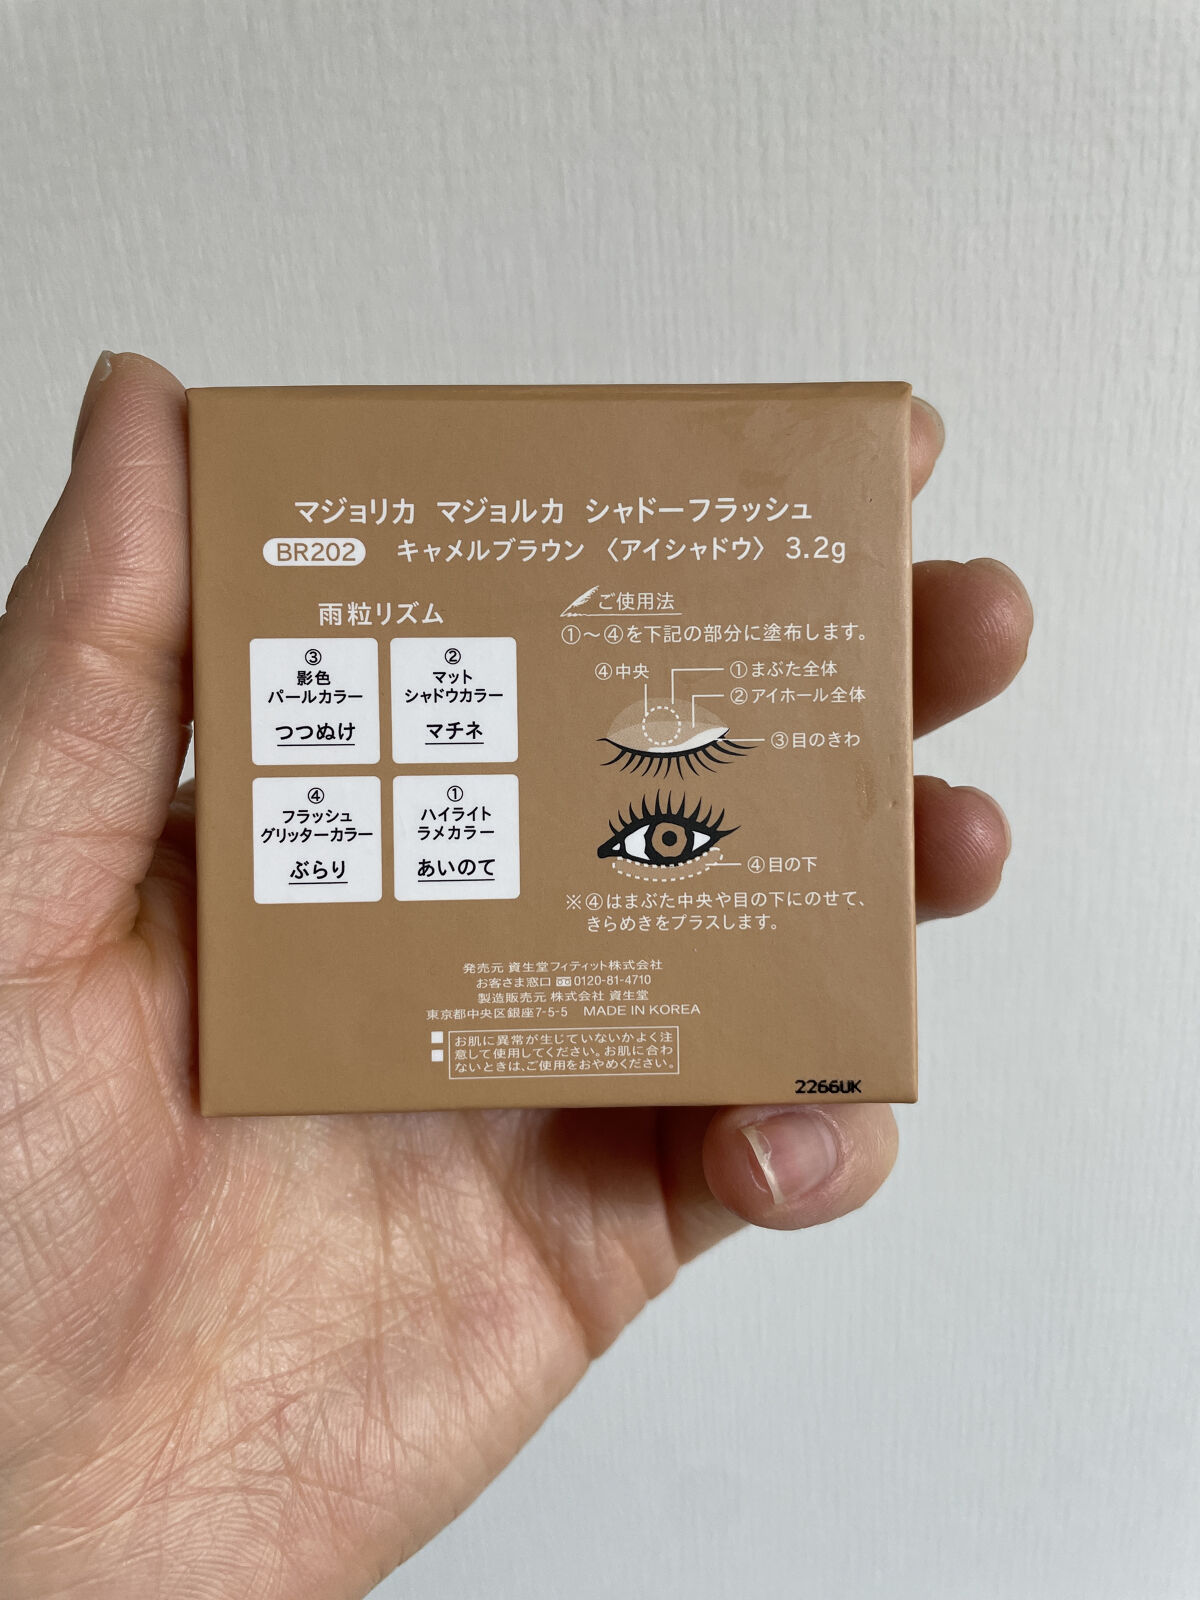 マジョリカ マジョルカ シャドーフラッシュ
BR202 キャメルブラウン 〈アイシャドウ〉 3.2g
雨粒リズム
③
影色
パールカラー
つつぬけ
②
マット
シャドウカラー
マチネ
④
フラッシュ
グリッターカラー
ぶらり
①
ハイライト
ラメカラー
あいのて
ご使用法
①～④を下記の部分に塗布します。
④中央
①まぶた全体
②アイホール全体
③目のきわ
④目の下
※④はまぶた中央や目の下にのせて、
きらめきをプラスします。
発売元 資生堂フィティット株式会社
お客さま窓口 0120-81-4710
製造販売元 株式会社 資生堂
東京都中央区銀座7-5-5 MADE IN KOREA
お肌に異常が生じていないかよく注
意して使用してください。お肌に合わ
ないときは、ご使用をおやめください。
2266UK